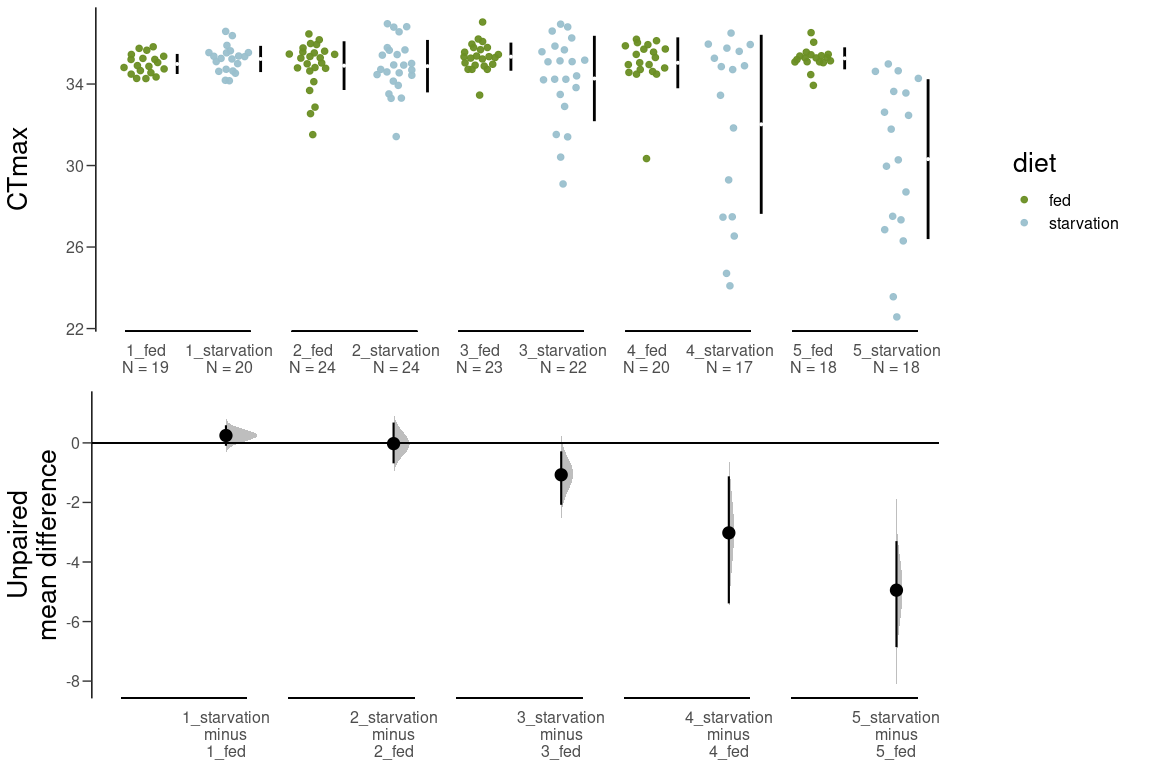 CTmax
34
30
26
22
1_fed
N = 19
1_starvation
N = 20
2_fed
N = 24
2_starvation
N = 24
3_fed
N = 23
3_starvation
N = 22
4_fed
N = 20
4_starvation
N = 17
5_fed
N = 18
5_starvation
N = 18
diet
fed
starvation
Unpaired
mean difference
0
-2
-4
-6
-8
1_starvation
minus
1_fed
2_starvation
minus
2_fed
3_starvation
minus
3_fed
4_starvation
minus
4_fed
5_starvation
minus
5_fed